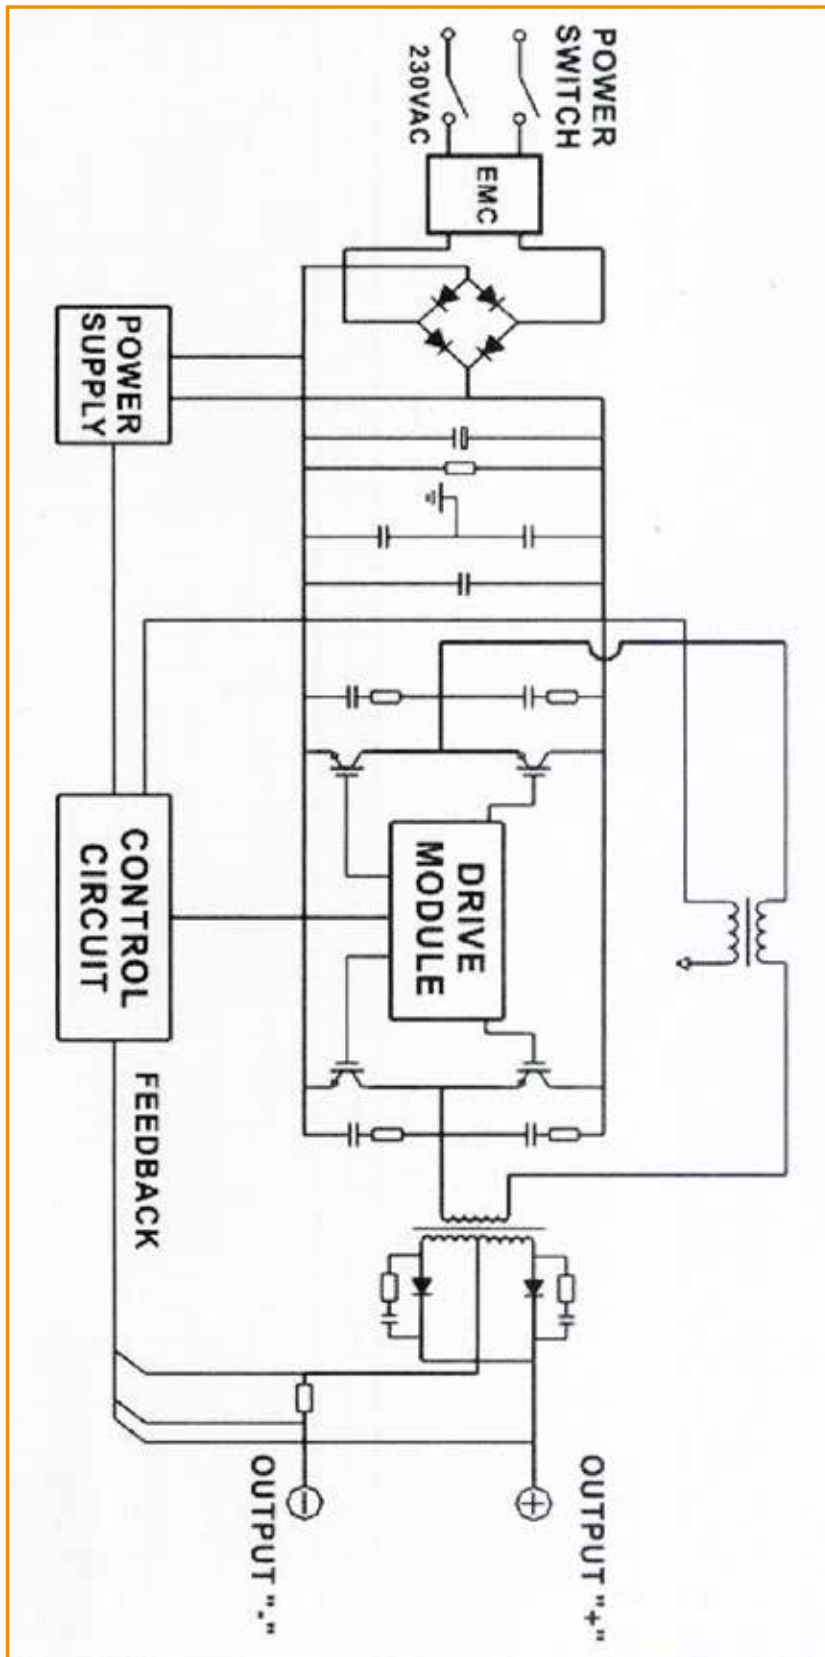 POWER
SWITCH
230VAC
EMC
POWER
SUPPLY
DRIVE
MODULE
CONTROL
CIRCUIT
FEEDBACK
OUTPUT "+"
OUTPUT "-"